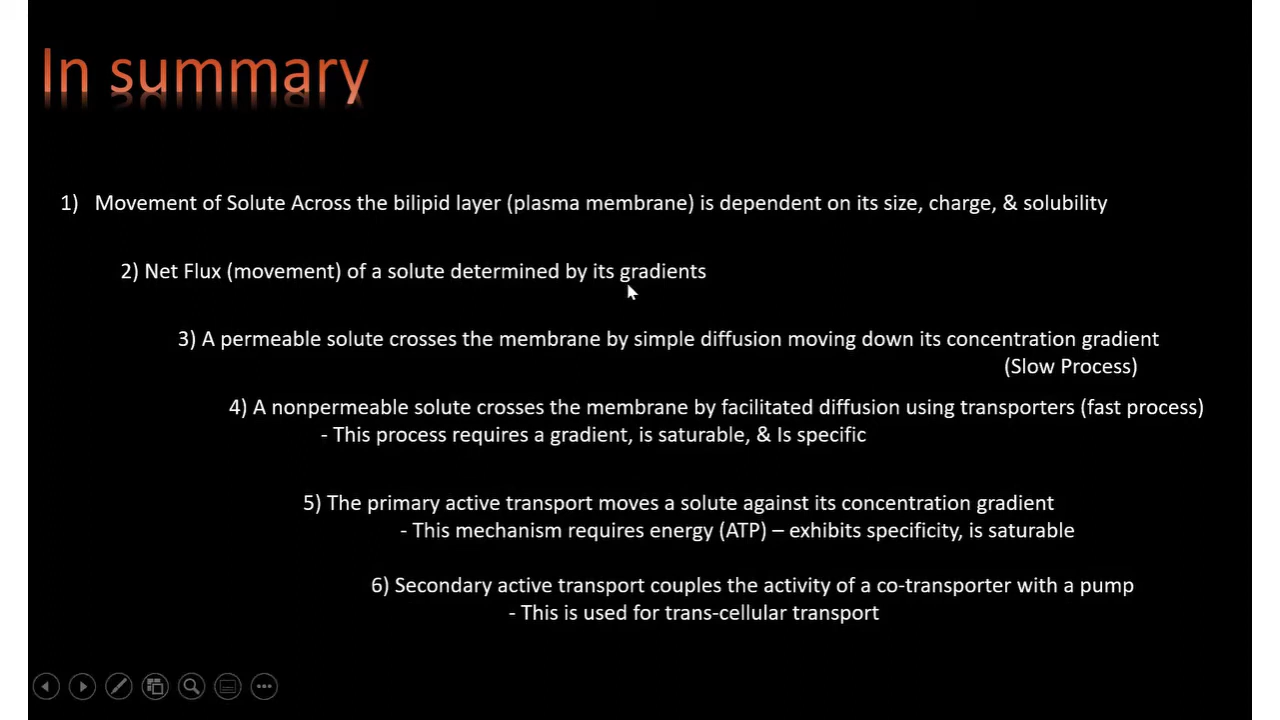 In summary
1) Movement of Solute Across the bilipid layer (plasma membrane) is dependent on its size, charge, & solubility
2) Net Flux (movement) of a solute determined by its gradients
3) A permeable solute crosses the membrane by simple diffusion moving down its concentration gradient
(Slow Process)
4) A nonpermeable solute crosses the membrane by facilitated diffusion using transporters (fast process)
- This process requires a gradient, is saturable, & Is specific
5) The primary active transport moves a solute against its concentration gradient
- This mechanism requires energy (ATP) – exhibits specificity, is saturable
6) Secondary active transport couples the activity of a co-transporter with a pump
- This is used for trans-cellular transport